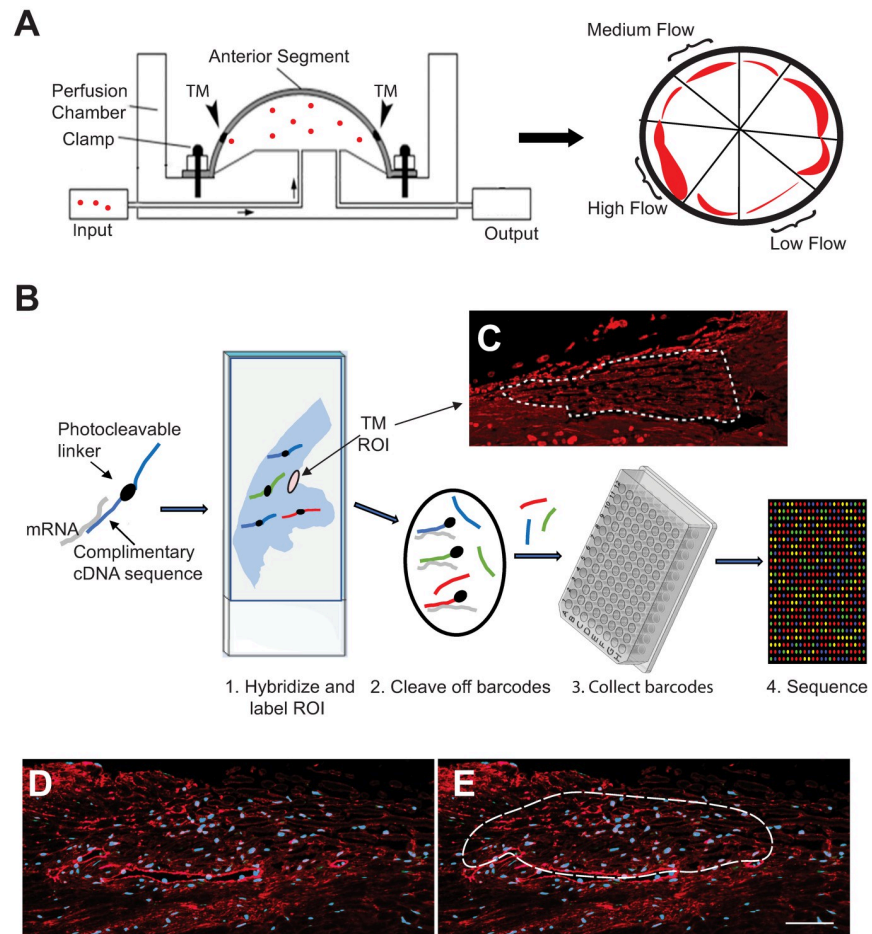 A
Anterior Segment
Perfusion
Chamber
TM
TM
Clamp
Input
Output
Medium Flow
High Flow
Low Flow
B
Photocleavable
linker
mRNA
Complimentary
cDNA sequence
TM
ROI
C
1. Hybridize and
label ROI
2. Cleave off barcodes
3. Collect barcodes
4. Sequence
A B C D E F G H
D
E